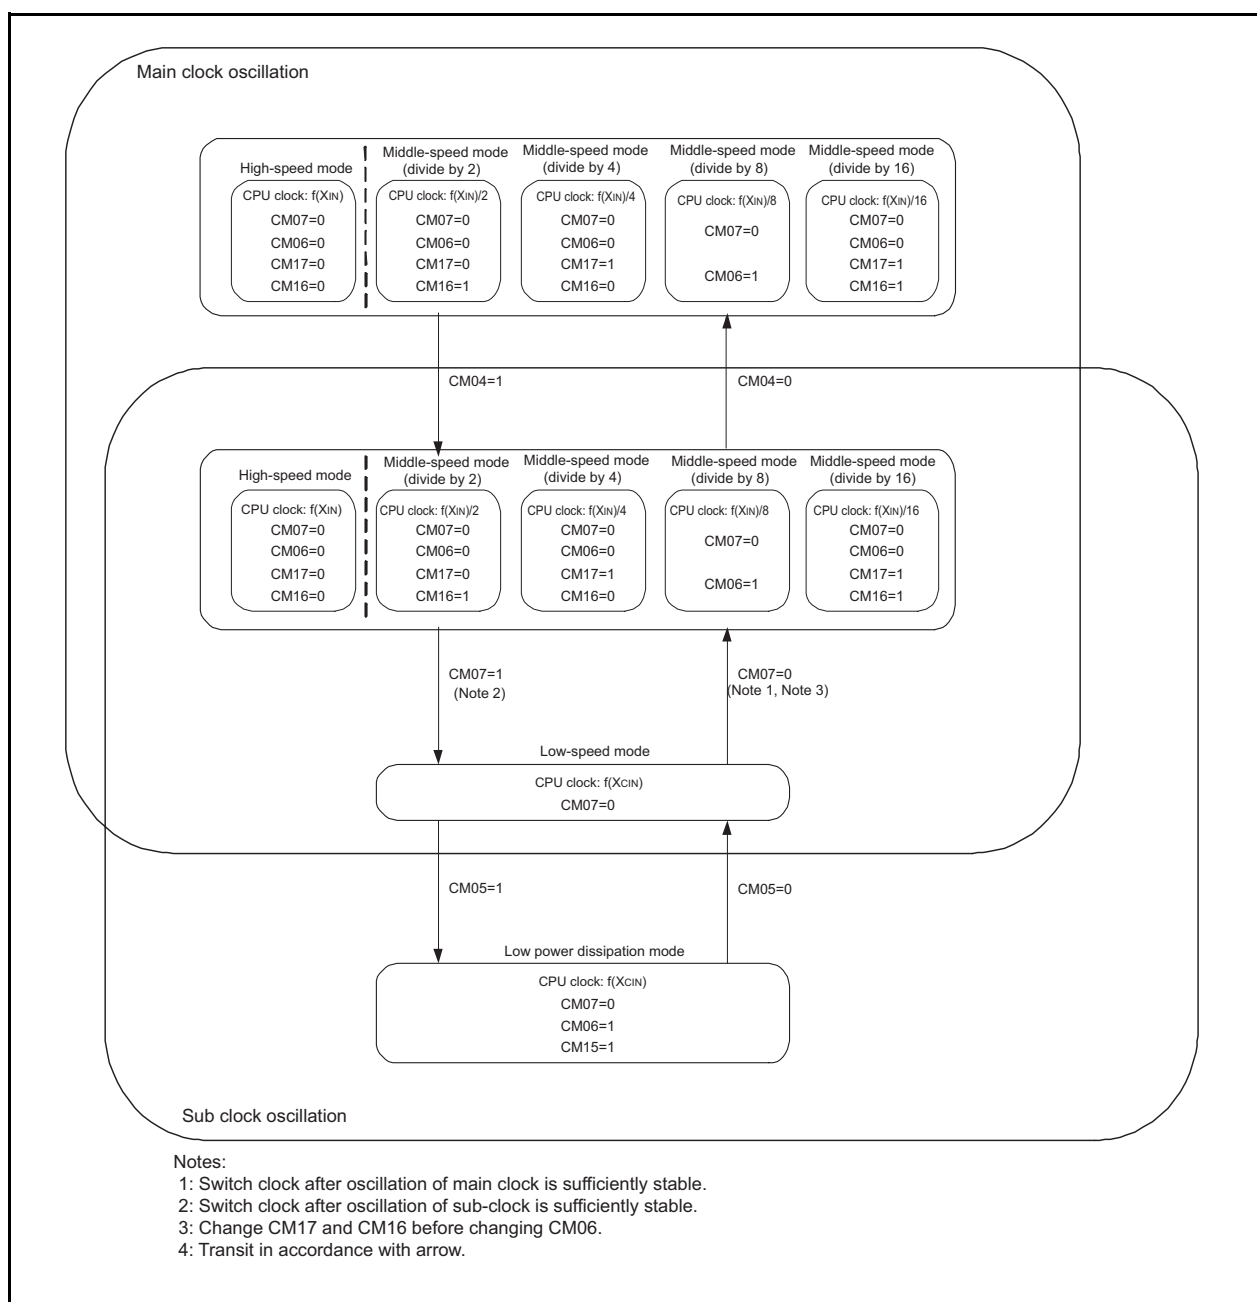 Main clock oscillation
High-speed mode
Middle-speed mode
(divide by 2)
Middle-speed mode
(divide by 4)
Middle-speed mode
(divide by 8)
Middle-speed mode
(divide by 16)
CPU clock: f(XIN)
CM07=0
CM06=0
CM17=0
CM16=0
CPU clock: f(XIN)/2
CM07=0
CM06=0
CM17=0
CM16=1
CPU clock: f(XIN)/4
CM07=0
CM06=0
CM17=1
CM16=0
CPU clock: f(XIN)/8
CM07=0
CM06=1
CPU clock: f(XIN)/16
CM07=0
CM06=0
CM17=1
CM16=1
CM04=1
CM04=0
High-speed mode
Middle-speed mode
(divide by 2)
Middle-speed mode
(divide by 4)
Middle-speed mode
(divide by 8)
Middle-speed mode
(divide by 16)
CPU clock: f(XIN)
CM07=0
CM06=0
CM17=0
CM16=0
CPU clock: f(XIN)/2
CM07=0
CM06=0
CM17=0
CM16=1
CPU clock: f(XIN)/4
CM07=0
CM06=0
CM17=1
CM16=0
CPU clock: f(XIN)/8
CM07=0
CM06=1
CPU clock: f(XIN)/16
CM07=0
CM06=0
CM17=1
CM16=1
CM07=1
(Note 2)
CM07=0
(Note 1, Note 3)
Low-speed mode
CPU clock: f(XCIN)
CM07=0
CM05=1
CM05=0
Low power dissipation mode
CPU clock: f(XCIN)
CM07=0
CM06=1
CM15=1
Sub clock oscillation
Notes:
1: Switch clock after oscillation of main clock is sufficiently stable.
2: Switch clock after oscillation of sub-clock is sufficiently stable.
3: Change CM17 and CM16 before changing CM06.
4: Transit in accordance with arrow.